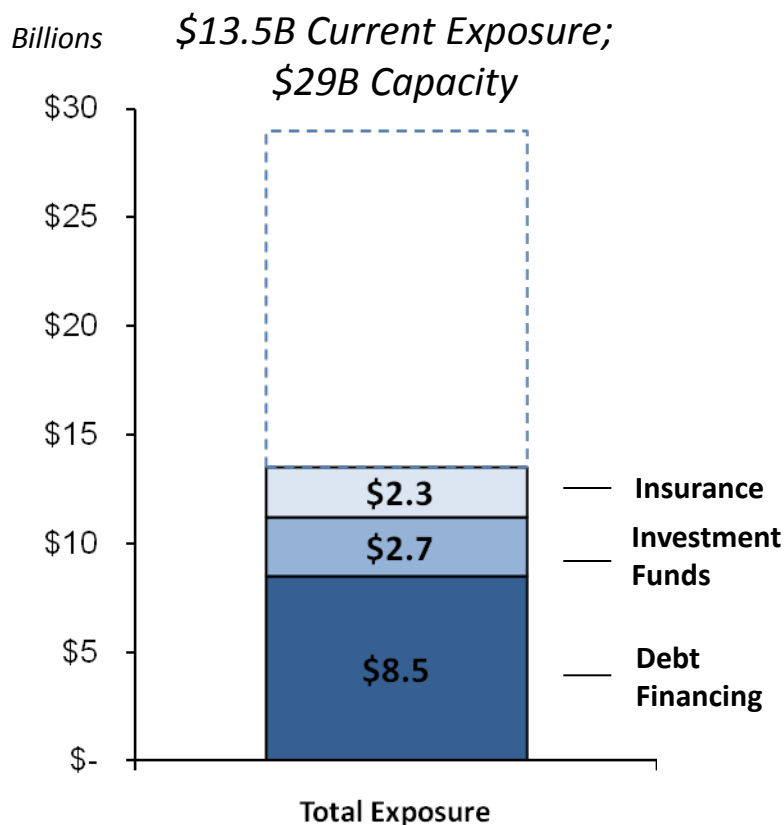 Billions
$13.5B Current Exposure;
$29B Capacity
$30
$25
$20
$15
$10
$5
$-
$2.3
$2.7
$8.5
Insurance
Investment
Funds
Debt
Financing
Total Exposure